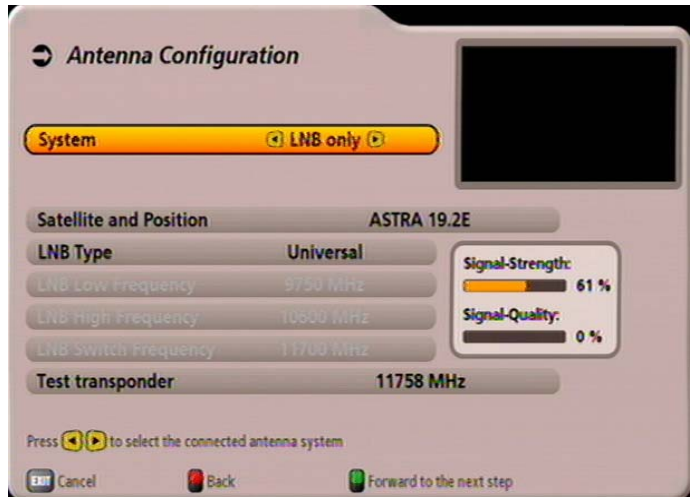 Antenna Configuration
System LNB only
Satellite and Position ASTRA 19.2E
LNB Type Universal
LNB Low Frequency 9750 MHz
LNB High Frequency 10600 MHz
LNB Switch Frequency 11700 MHz
Signal-Strength:
61 %
Signal-Quality:
0 %
Test transponder 11758 MHz
Press to select the connected antenna system
EXIT Cancel Back Forward to the next step